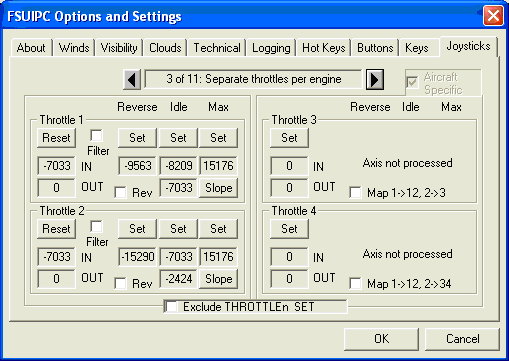 FSUIPC Options and Settings
About Winds Visibility Clouds Technical Logging Hot Keys Buttons Keys Joysticks
3 of 11: Separate throttles per engine
Aircraft Specific
Reverse Idle Max
Throttle 1
Reset Filter Set Set Set
-7033 IN -9563 -8209 15176
0 OUT Rev -7033 Slope
Throttle 2
Reset Filter Set Set Set
-7033 IN -15290 -7033 15176
0 OUT Rev -2424 Slope
Reverse Idle Max
Throttle 3
Set
0 IN Axis not processed
0 OUT Map 1->12, 2->3
Throttle 4
Set
0 IN Axis not processed
0 OUT Map 1->12, 2->34
Exclude THROTTLEn SET
OK Cancel